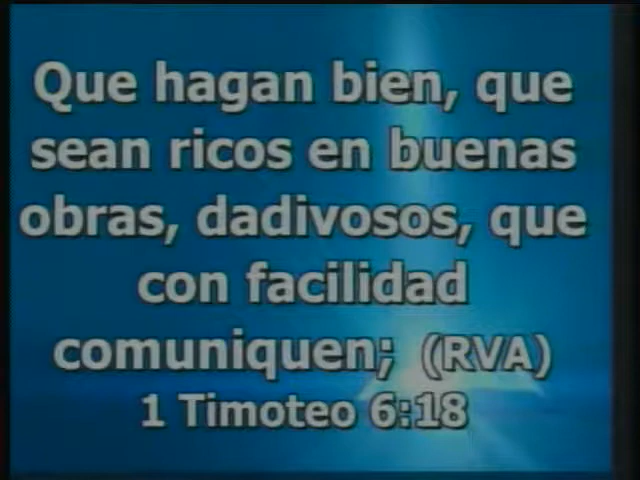 Que hagan bien, que
sean ricos en buenas
obras, dadivosos, que
con facilidad
comuniquen; (RVA)
1 Timoteo 6:18